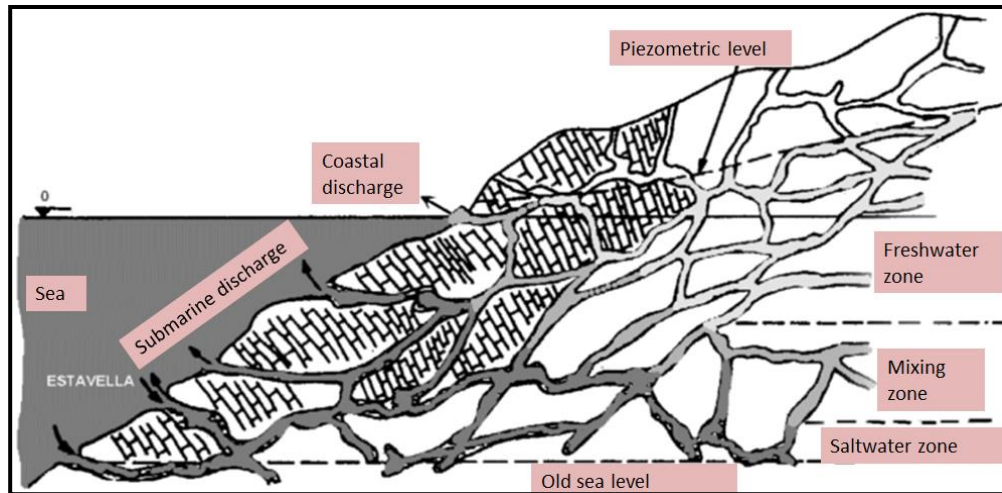 Piezometric level
Coastal
discharge
0
Freshwater
zone
Sea
Submarine discharge
ESTAVELLA
Mixing
zone
Saltwater zone
Old sea level